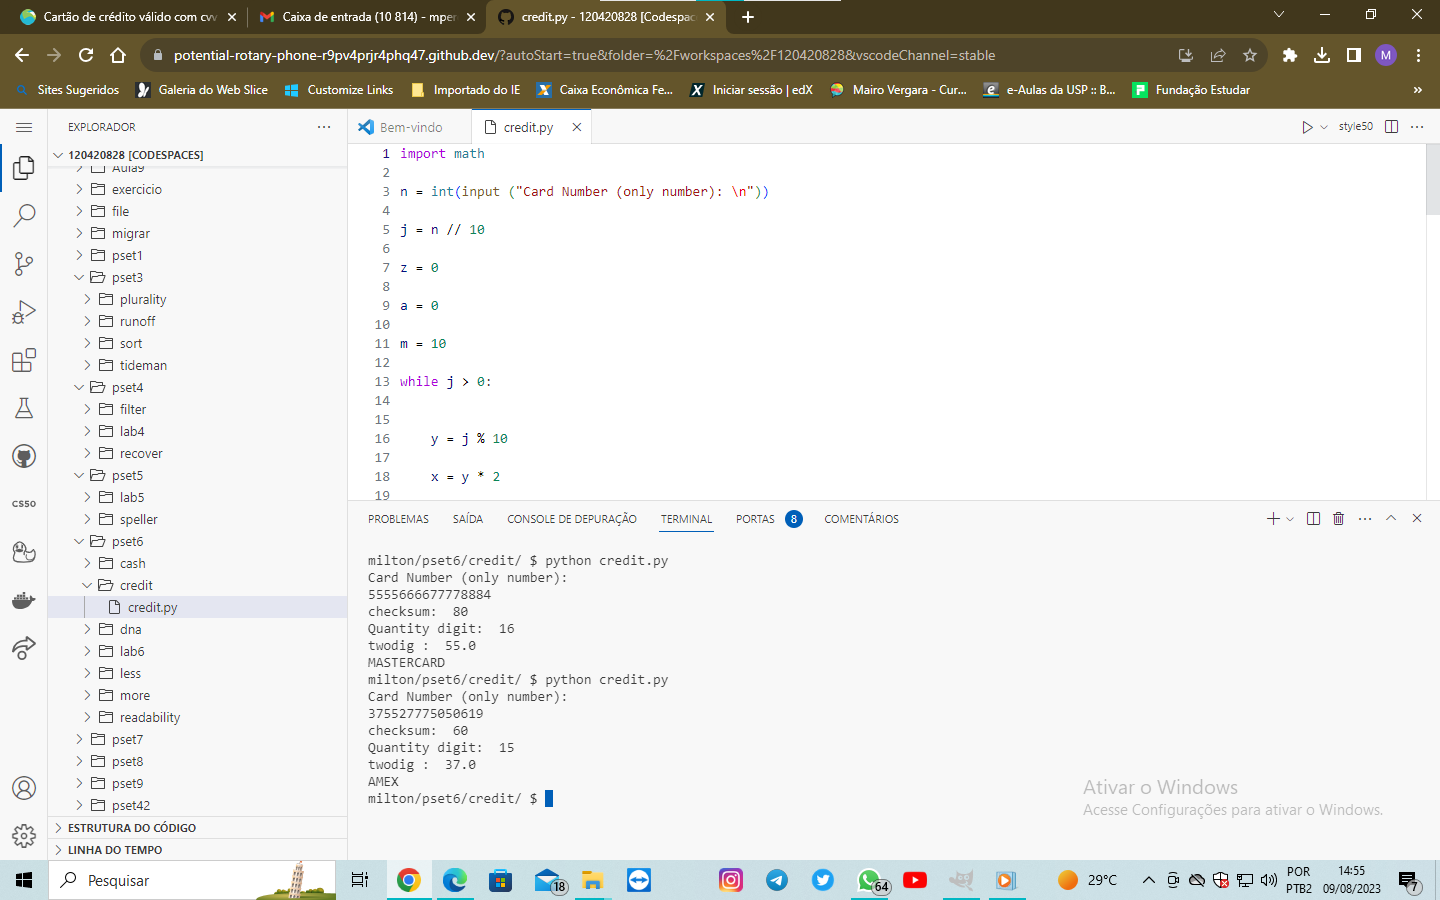 Cartão de crédito válido com cvv
Caixa de entrada (10 814) - mper
credit.py - 120420828 [Codespac
potential-rotary-phone-r9pv4prjr4phq47.github.dev/?autoStart=true&folder=%2Fworkspaces%2F120420828&vscodeChannel=stable
M
Sites Sugeridos
Galeria do Web Slice
Customize Links
Importado do IE
Caixa Econômica Fe...
Iniciar sessão | edX
Mairo Vergara - Cur...
e-Aulas da USP :: B...
Fundação Estudar
»
EXPLORADOR
Bem-vindo
credit.py
style50
120420828 [CODESPACES]
Aula9
exercicio
file
migrar
pset1
pset3
plurality
runoff
sort
tideman
pset4
filter
lab4
recover
pset5
lab5
speller
pset6
cash
credit
credit.py
dna
lab6
less
more
readability
pset7
pset8
pset9
pset42
ESTRUTURA DO CÓDIGO
LINHA DO TEMPO
CS50
1 import math
2
3 n = int(input ("Card Number (only number): \n"))
4
5 j = n // 10
6
7 z = 0
8
9 a = 0
10
11 m = 10
12
13 while j > 0:
14
15
16 y = j % 10
17
18 x = y * 2
19
PROBLEMAS
SAÍDA
CONSOLE DE DEPURAÇÃO
TERMINAL
PORTAS 8
COMENTÁRIOS
milton/pset6/credit/ $ python credit.py
Card Number (only number):
5555666677778884
checksum:  80
Quantity digit:  16
twodig :  55.0
MASTERCARD
milton/pset6/credit/ $ python credit.py
Card Number (only number):
375527775050619
checksum:  60
Quantity digit:  15
twodig :  37.0
AMEX
milton/pset6/credit/ $
Ativar o Windows
Acesse Configurações para ativar o Windows.
Pesquisar
18
64
29°C
POR
PTB2
14:55
09/08/2023
7